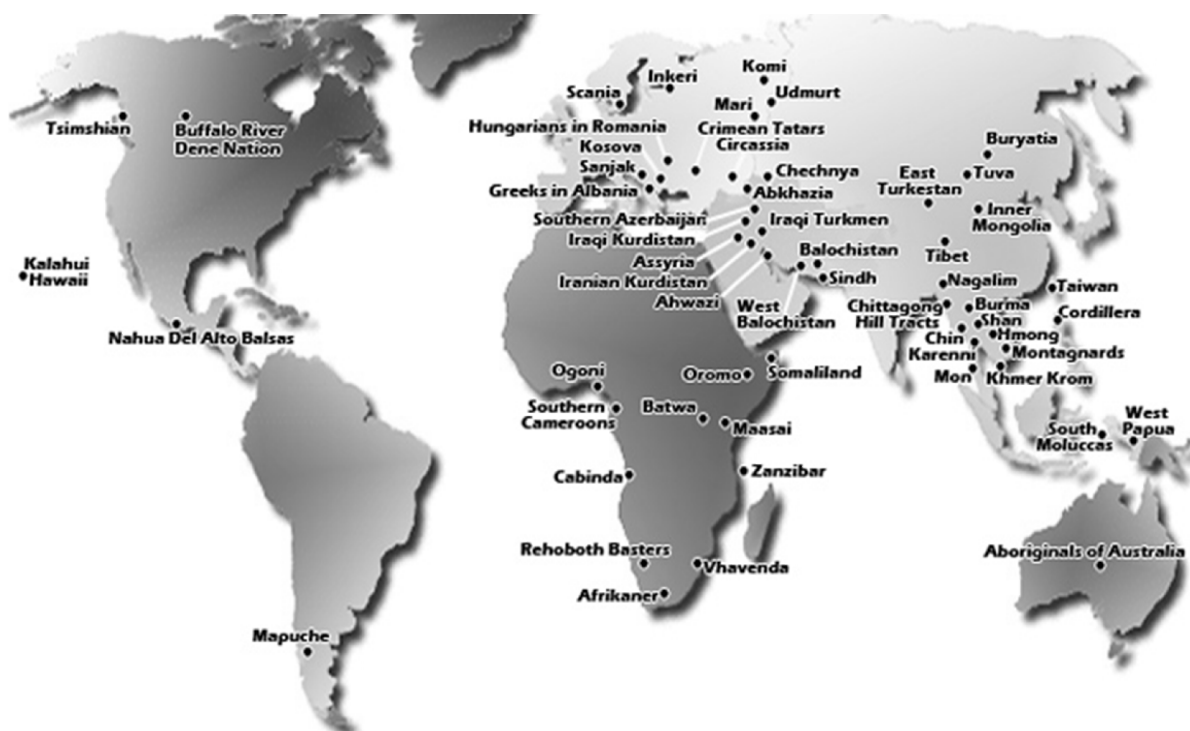 Tsimshian
Buffalo River
Dene Nation
Kalahui
Hawaii
Nahua Del Alto Balsas
Mapuche
Scania
Inkeri
Komi
Udmurt
Mari
Hungarians in Romania
Crimean Tatars
Kosova
Circassia
Sanjak
Chechnya
Greeks in Albania
Abkhazia
Southern Azerbaijan
Iraqi Turkmen
Iraqi Kurdistan
Assyria
Balochistan
Iranian Kurdistan
Sindh
Ahwazi
West
Balochistan
Buryatia
East
Turkestan
Tuva
Inner
Mongolia
Tibet
Nagalim
Taiwan
Chittagong
Hill Tracts
Burma
Cordillera
Shan
Chin
Hmong
Karenni
Montagnards
Mon
Khmer Krom
Ogoni
Oromo
Somaliland
Southern
Cameroons
Batwa
Maasai
South
Moluccas
West
Papua
Cabinda
Zanzibar
Rehoboth Basters
Vhavenda
Afrikaner
Aboriginals of Australia